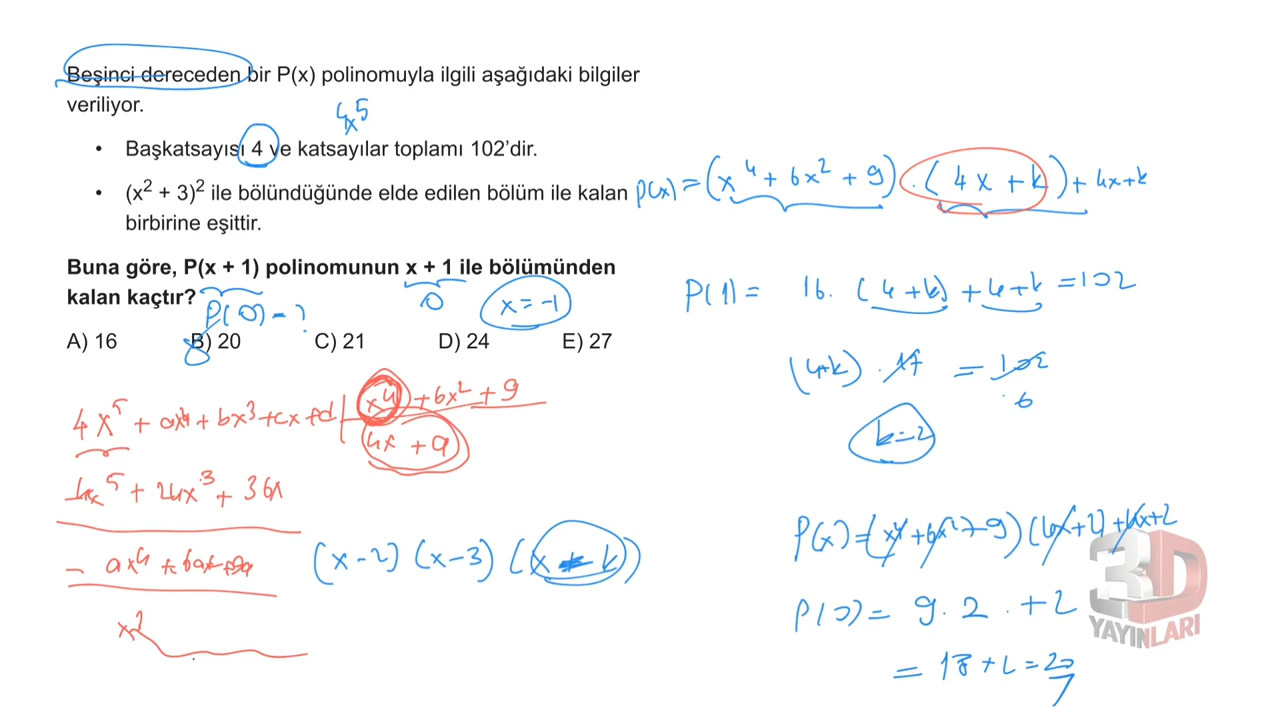 Beşinci dereceden bir P(x) polinomuyla ilgili aşağıdaki bilgiler
veriliyor.
4x⁵
• Başkatsayısı 4 ve katsayılar toplamı 102'dir.
• (x² + 3)² ile bölündüğünde elde edilen bölüm ile kalan
birbirine eşittir.
Buna göre, P(x + 1) polinomunun x + 1 ile bölümünden
kalan kaçtır?
P(0) = ?
0
x = -1
A) 16 B) 20 C) 21 D) 24 E) 27
4x⁵ + ax⁴ + bx³ + cx + d | x⁴ + 6x² + 9
4x + a
4x⁵ + 24x³ + 36x
- ax⁴ + 6ax + 9a
x²
(x-2) (x-3) (x k)
P(x) = (x⁴ + 6x² + 9) . (4x + k) + 4x + k
P(1) = 16. (4+k) + 4+k = 102
(4+k) . 17 = 102
6
k=2
P(x) = (x⁴ + 6x² + 9) (4x + 2) + 4x + 2
P(0) = 9.2 + 2
= 18 + 2 = 20
3D
YAYINLARI